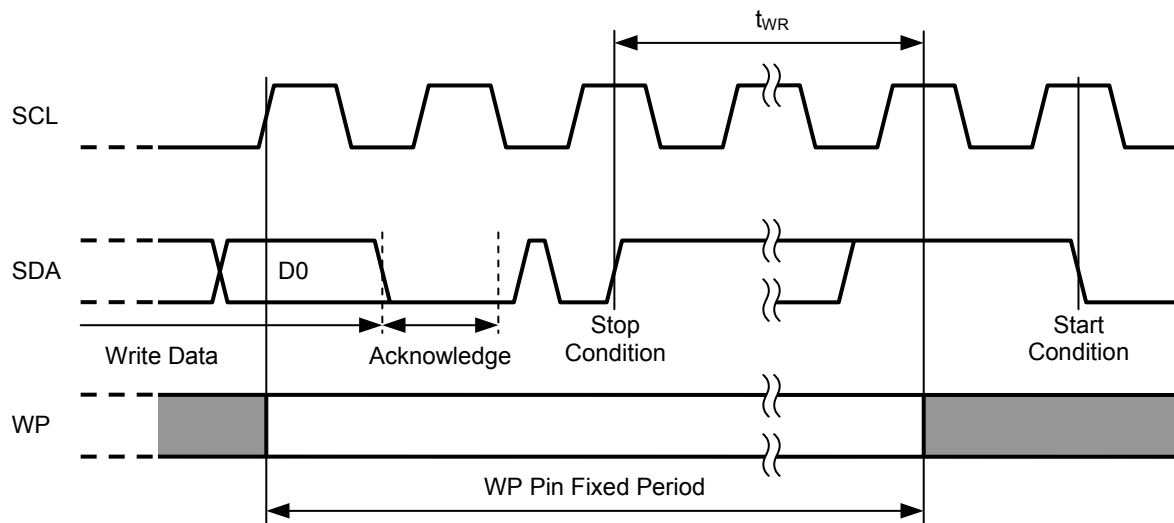 tWR
SCL
SDA
D0
Stop
Condition
Start
Condition
Write Data
Acknowledge
WP
WP Pin Fixed Period